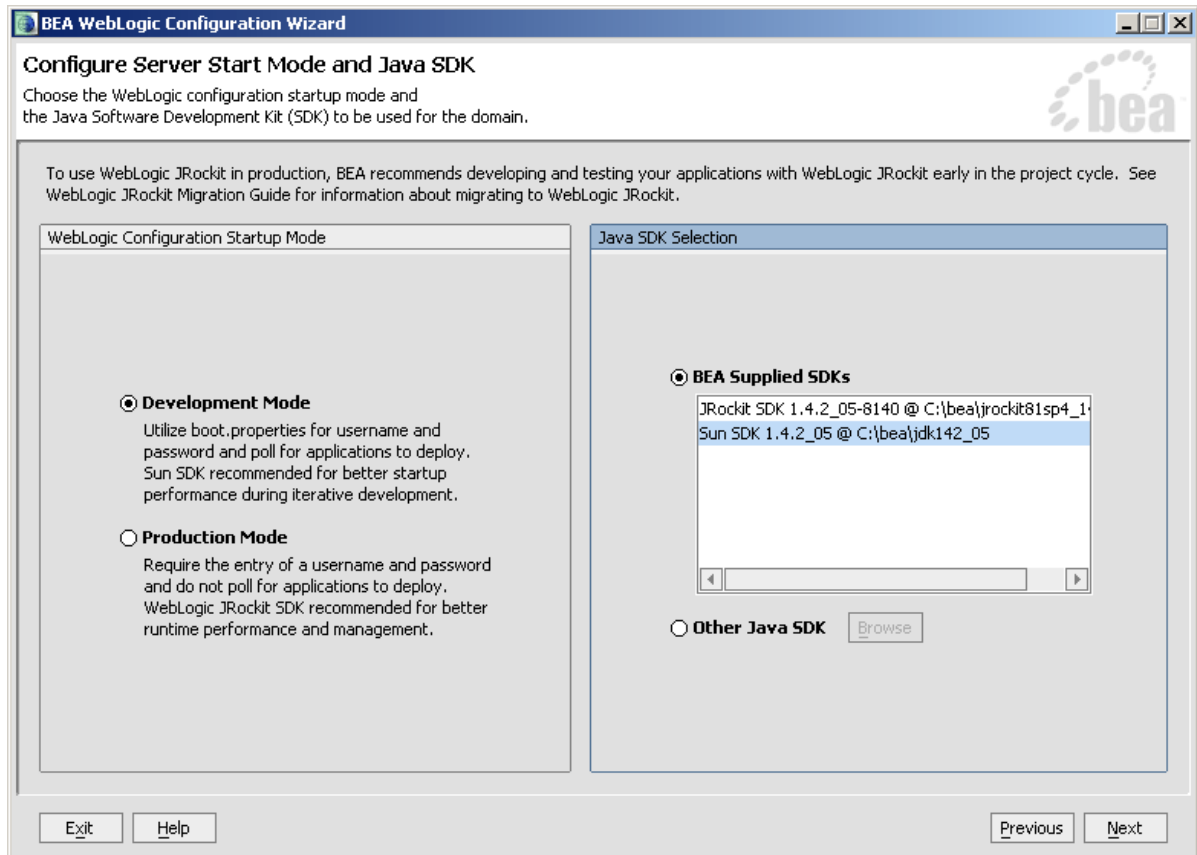 BEA WebLogic Configuration Wizard
Configure Server Start Mode and Java SDK
Choose the WebLogic configuration startup mode and
the Java Software Development Kit (SDK) to be used for the domain.
bea
To use WebLogic JRockit in production, BEA recommends developing and testing your applications with WebLogic JRockit early in the project cycle. See
WebLogic JRockit Migration Guide for information about migrating to WebLogic JRockit.
WebLogic Configuration Startup Mode
Development Mode
Utilize boot.properties for username and
password and poll for applications to deploy.
Sun SDK recommended for better startup
performance during iterative development.
Production Mode
Require the entry of a username and password
and do not poll for applications to deploy.
WebLogic JRockit SDK recommended for better
runtime performance and management.
Java SDK Selection
BEA Supplied SDKs
JRockit SDK 1.4.2_05-8140 @ C:\bea\jrockit81sp4_1
Sun SDK 1.4.2_05 @ C:\bea\jdk142_05
Other Java SDK
Browse
Exit
Help
Previous
Next